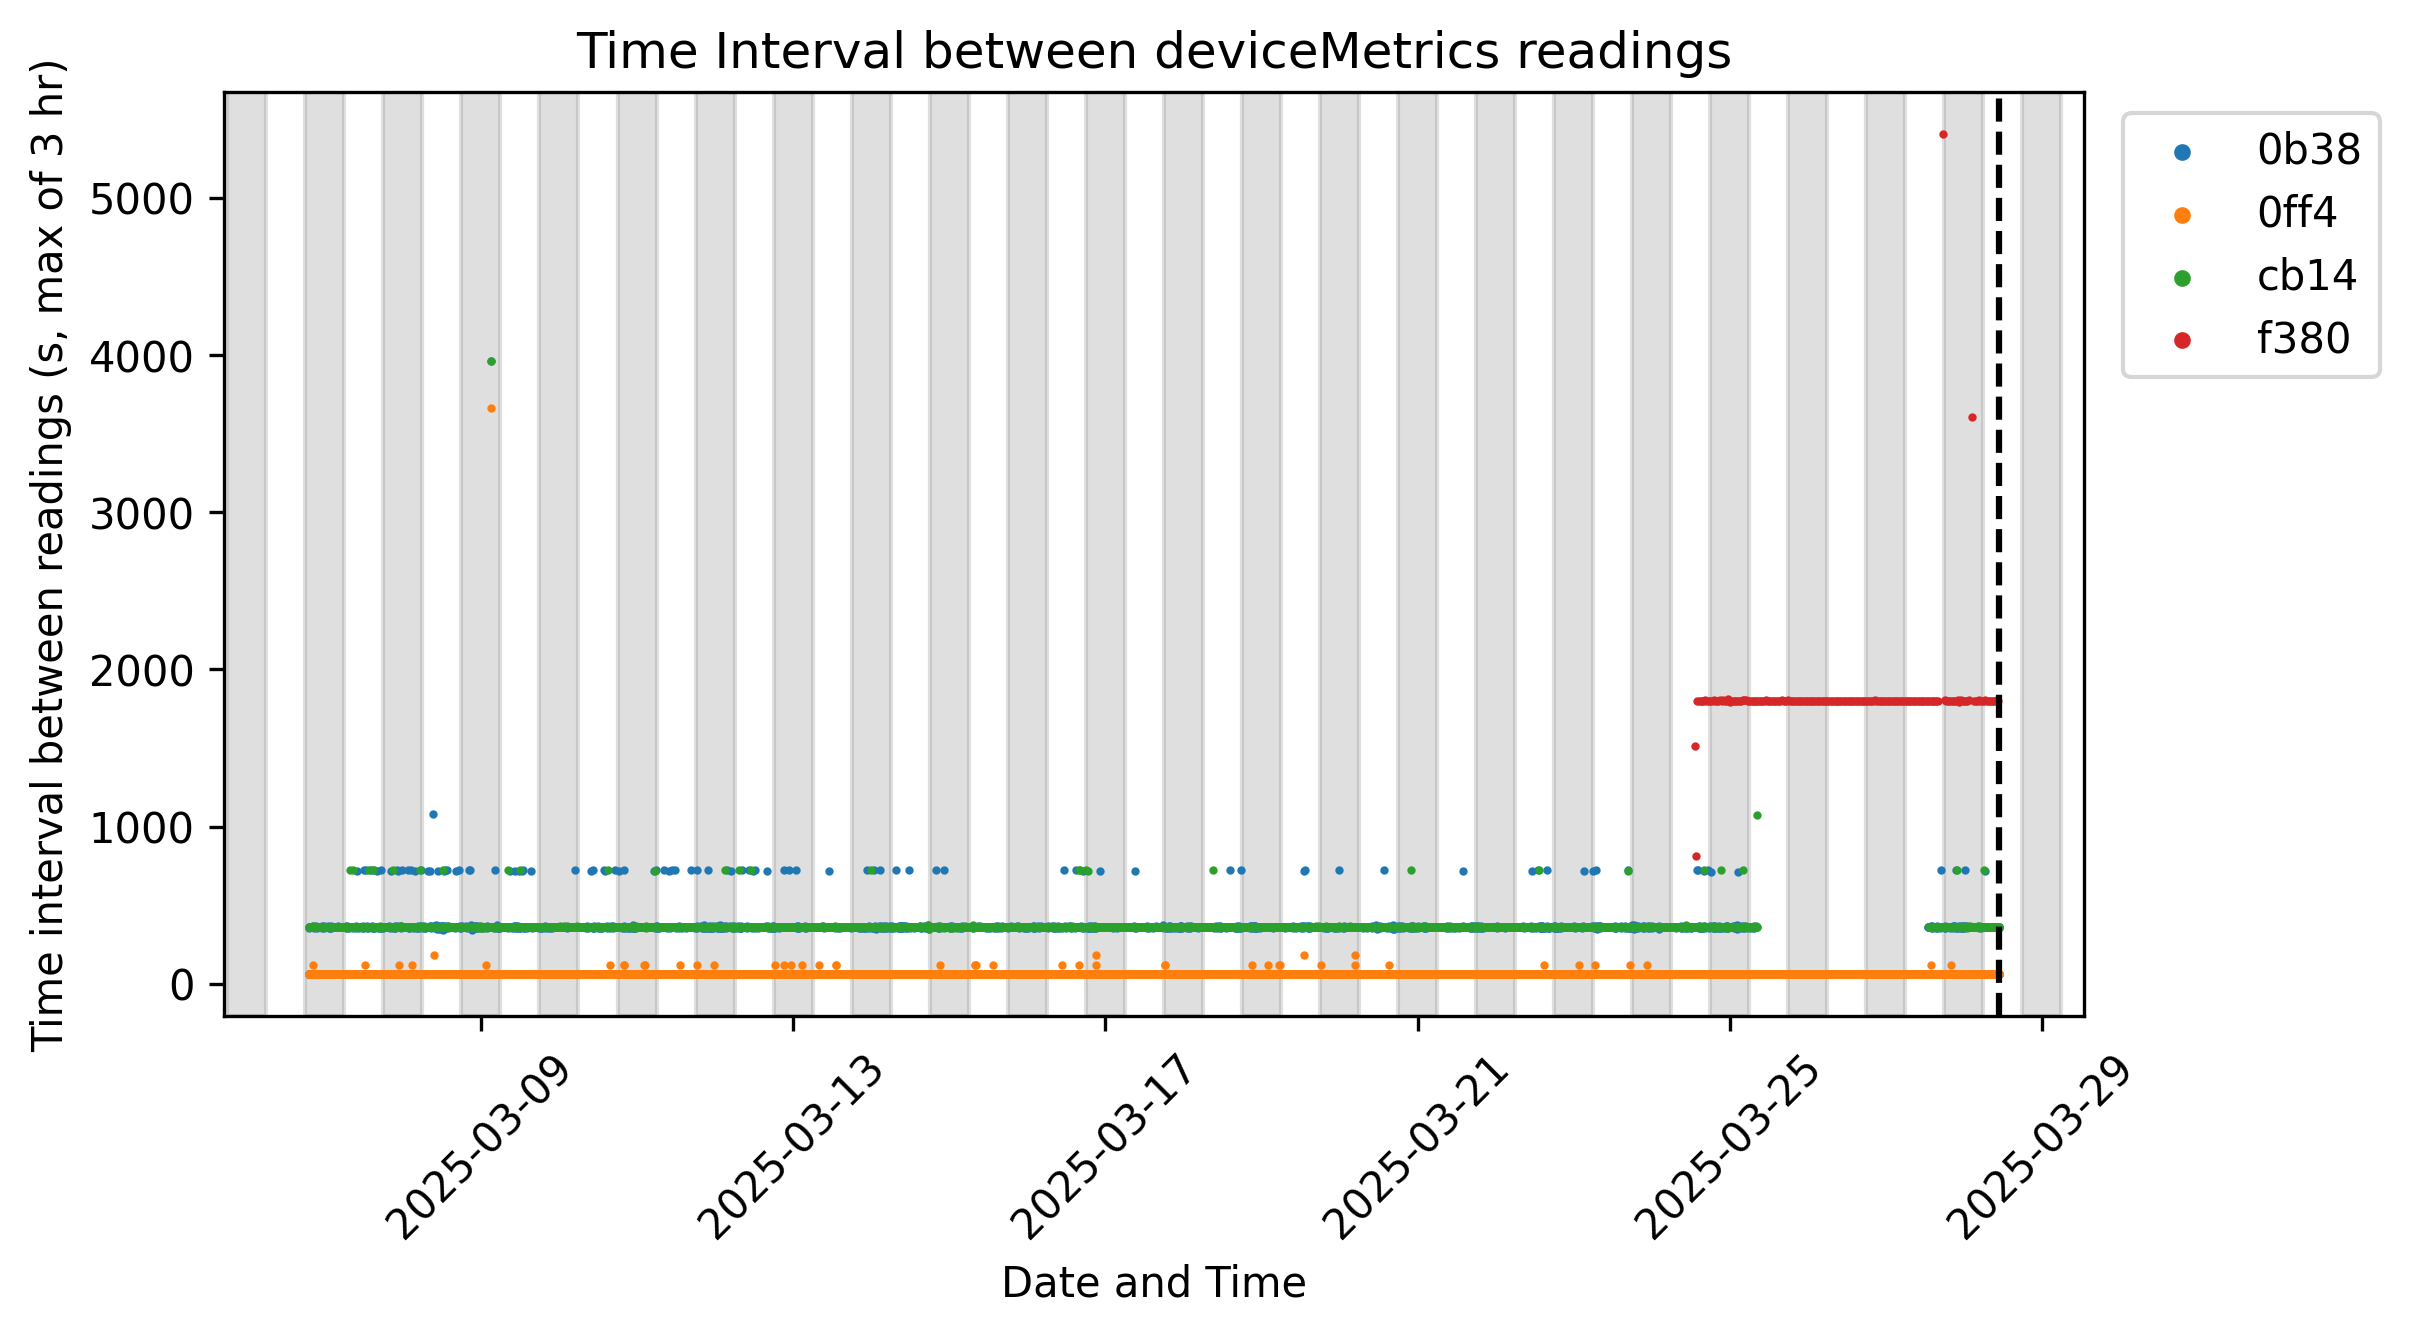 Time Interval between deviceMetrics readings
Time interval between readings (s, max of 3 hr)
5000
4000
3000
2000
1000
0
2025-03-09
2025-03-13
2025-03-17
2025-03-21
2025-03-25
2025-03-29
Date and Time
0b38
0ff4
cb14
f380